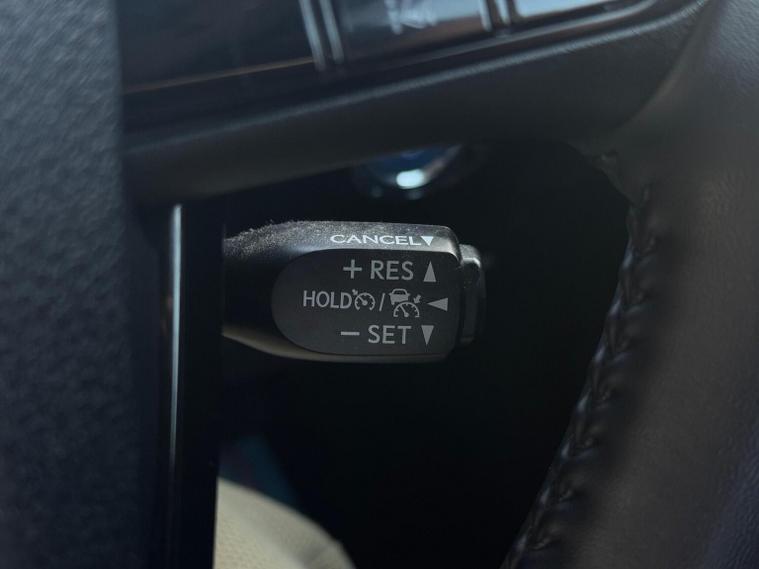 CANCEL▼
+ RES ▲
HOLD / ◀
− SET ▼